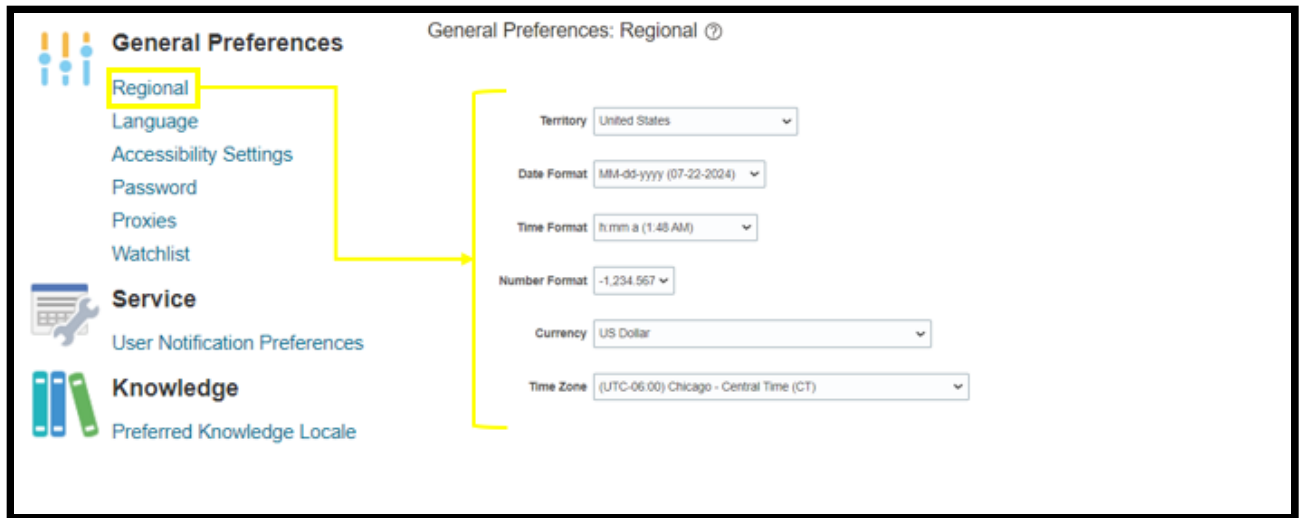 General Preferences
Regional
Language
Accessibility Settings
Password
Proxies
Watchlist
Service
User Notification Preferences
Knowledge
Preferred Knowledge Locale
General Preferences: Regional ?
Territory United States
Date Format MM-dd-yyyy (07-22-2024)
Time Format h:mm a (1:48 AM)
Number Format -1,234.567
Currency US Dollar
Time Zone (UTC-06:00) Chicago - Central Time (CT)